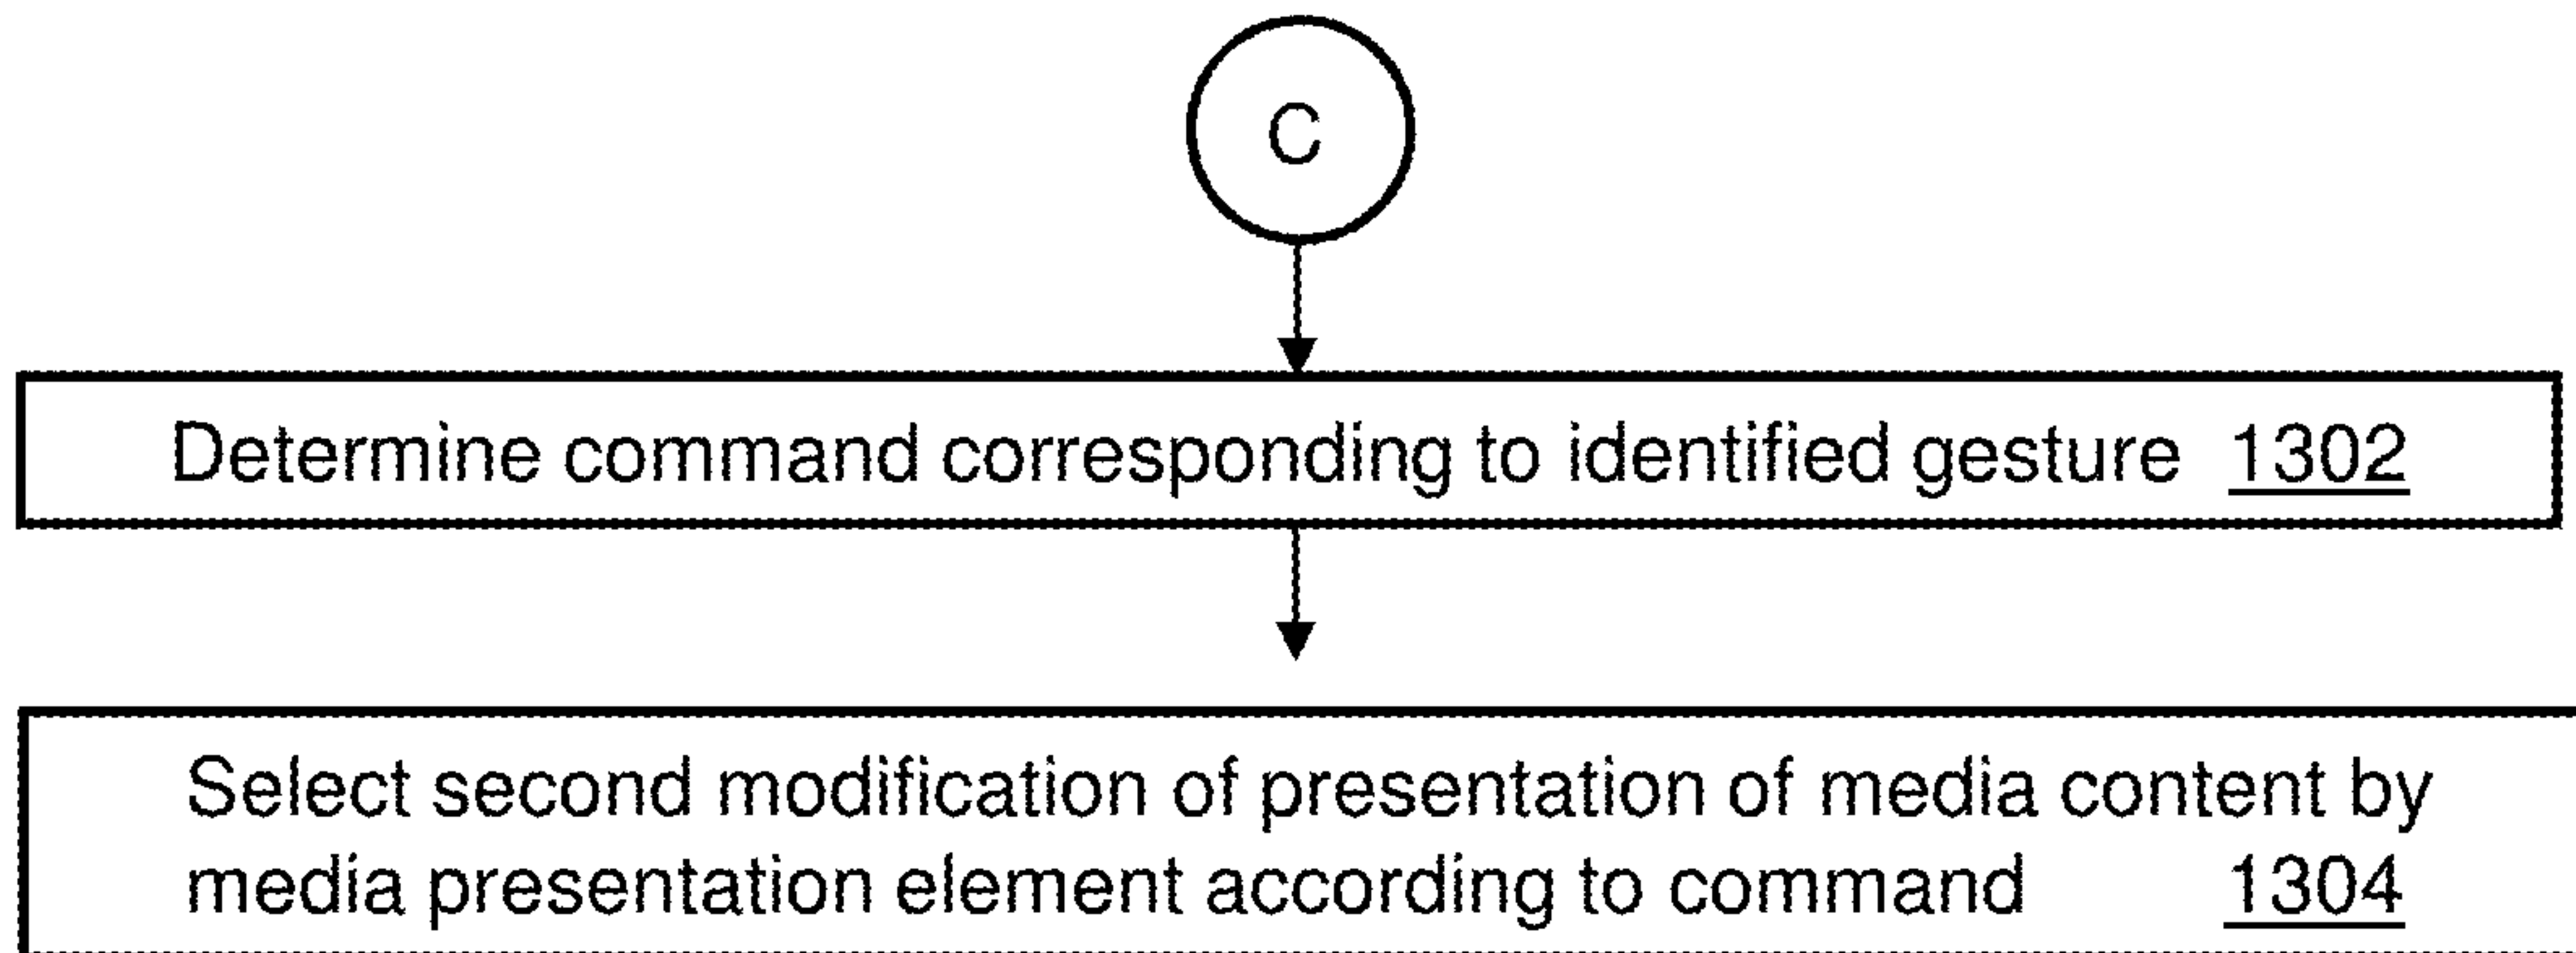 C
Determine command corresponding to identified gesture 1302
Select second modification of presentation of media content by
media presentation element according to command 1304